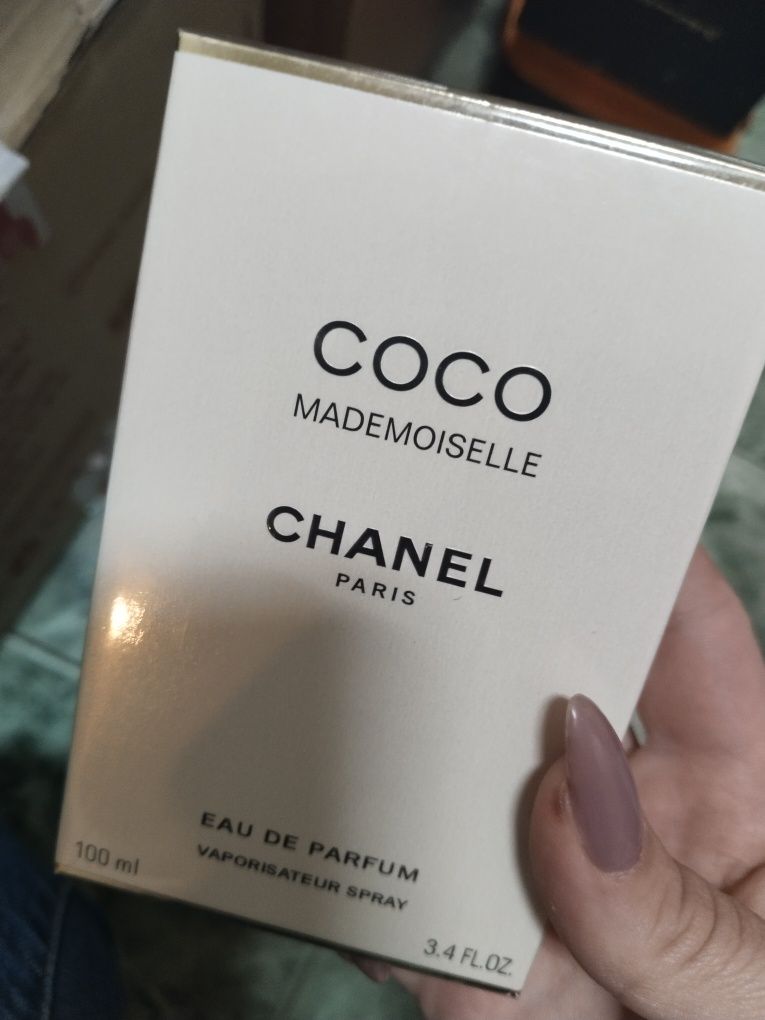 COCO
MADEMOISELLE
CHANEL
PARIS
EAU DE PARFUM
VAPORISATEUR SPRAY
100 ml
3.4 FL.OZ.